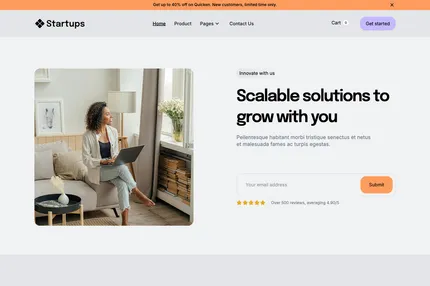 Get up to 40% off on Quicken. New customers, limited time only.
Startups
Home Product Pages Contact Us Cart 0 Get started
Innovate with us
Scalable solutions to
grow with you
Pellentesque habitant morbi tristique senectus et netus
et malesuada fames ac turpis egestas.
Your email address Submit
Over 600 reviews, averaging 4.93/5